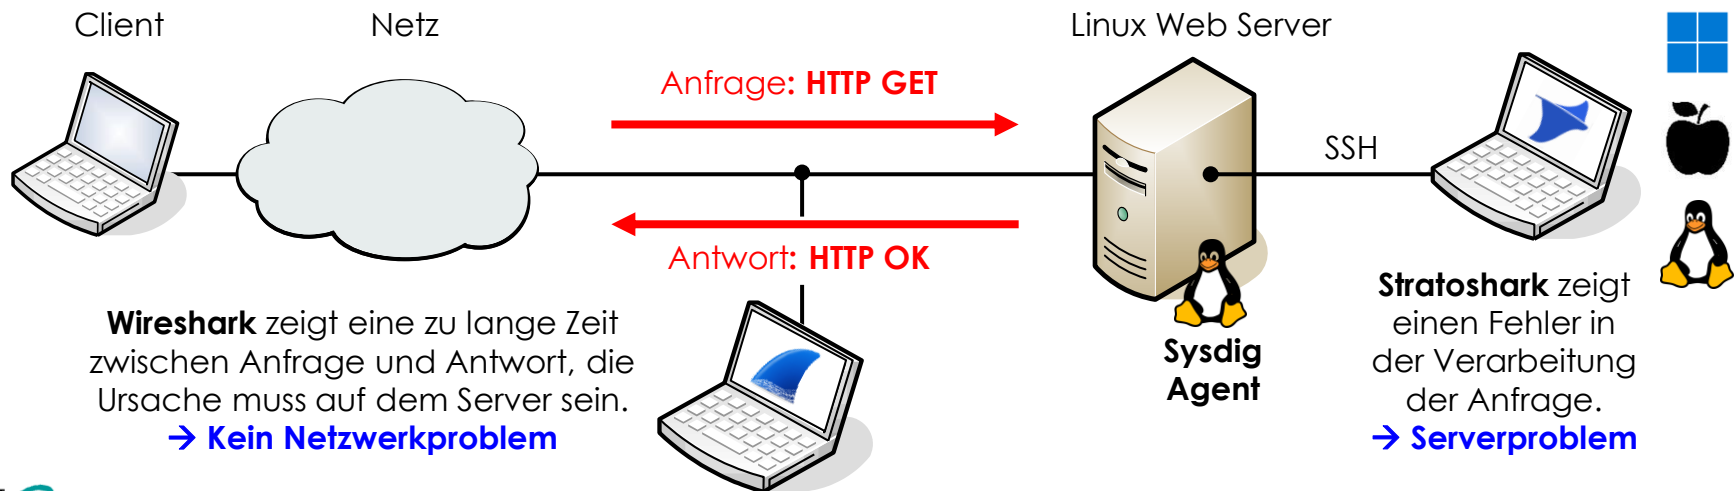 Client
Netz
Linux Web Server
Anfrage: HTTP GET
SSH
Antwort: HTTP OK
Wireshark zeigt eine zu lange Zeit
zwischen Anfrage und Antwort, die
Ursache muss auf dem Server sein.
→ Kein Netzwerkproblem
Sysdig
Agent
Stratoshark zeigt
einen Fehler in
der Verarbeitung
der Anfrage.
→ Serverproblem